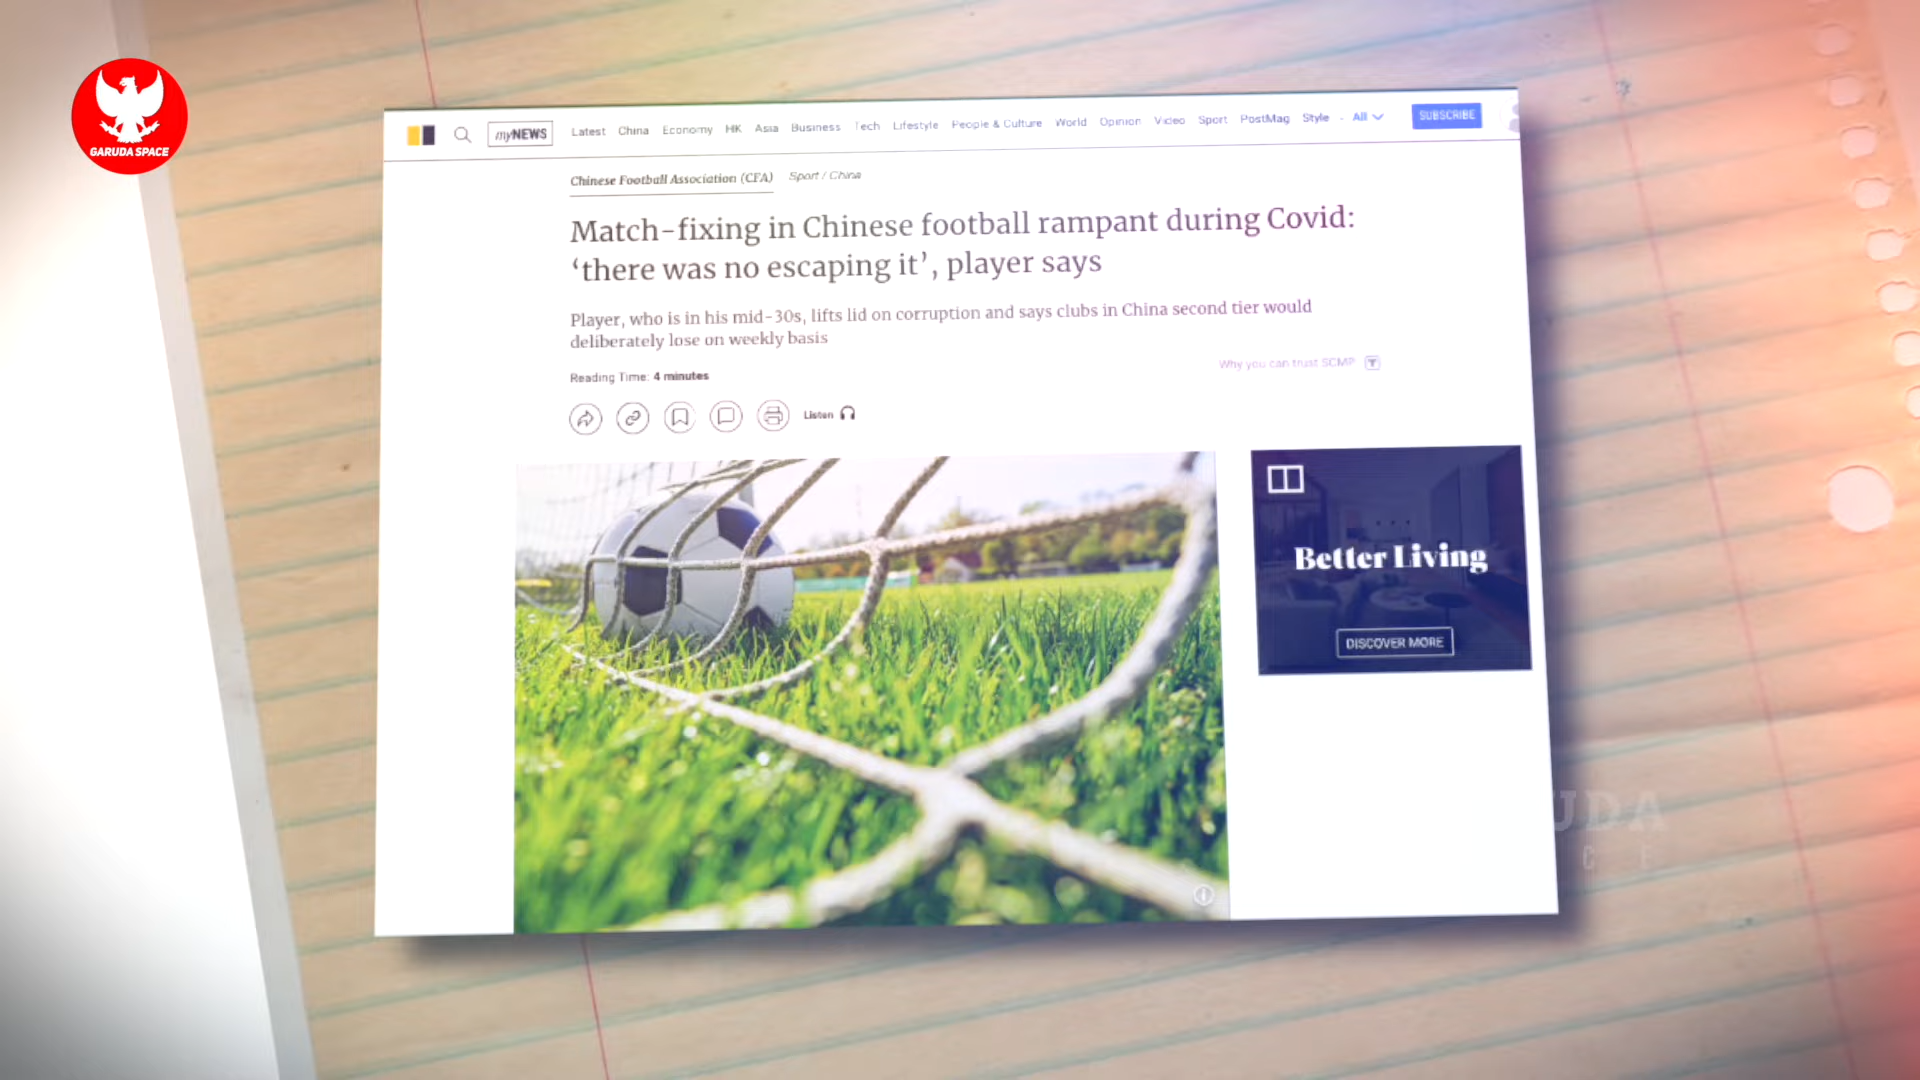 GARUDA SPACE
myNEWS
Latest China Economy HK Asia Business Tech Lifestyle People & Culture World Opinion Video Sport PostMag Style All
SUBSCRIBE
Chinese Football Association (CFA) Sport / China
Match-fixing in Chinese football rampant during Covid:
‘there was no escaping it’, player says
Player, who is in his mid-30s, lifts lid on corruption and says clubs in China second tier would
deliberately lose on weekly basis
Why you can trust SCMP
Reading Time: 4 minutes
Listen
Better Living
DISCOVER MORE
UDA
C E